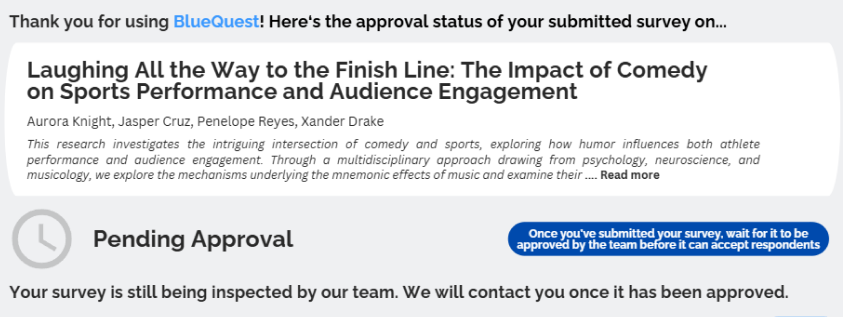 Thank you for using BlueQuest! Here's the approval status of your submitted survey on...
Laughing All the Way to the Finish Line: The Impact of Comedy
on Sports Performance and Audience Engagement
Aurora Knight, Jasper Cruz, Penelope Reyes, Xander Drake
This research investigates the intriguing intersection of comedy and sports, exploring how humor influences both athlete
performance and audience engagement. Through a multidisciplinary approach drawing from psychology, neuroscience, and
musicology, we explore the mechanisms underlying the mnemonic effects of music and examine their .... Read more
Pending Approval
Once you've submitted your survey, wait for it to be
approved by the team before it can accept respondents
Your survey is still being inspected by our team. We will contact you once it has been approved.